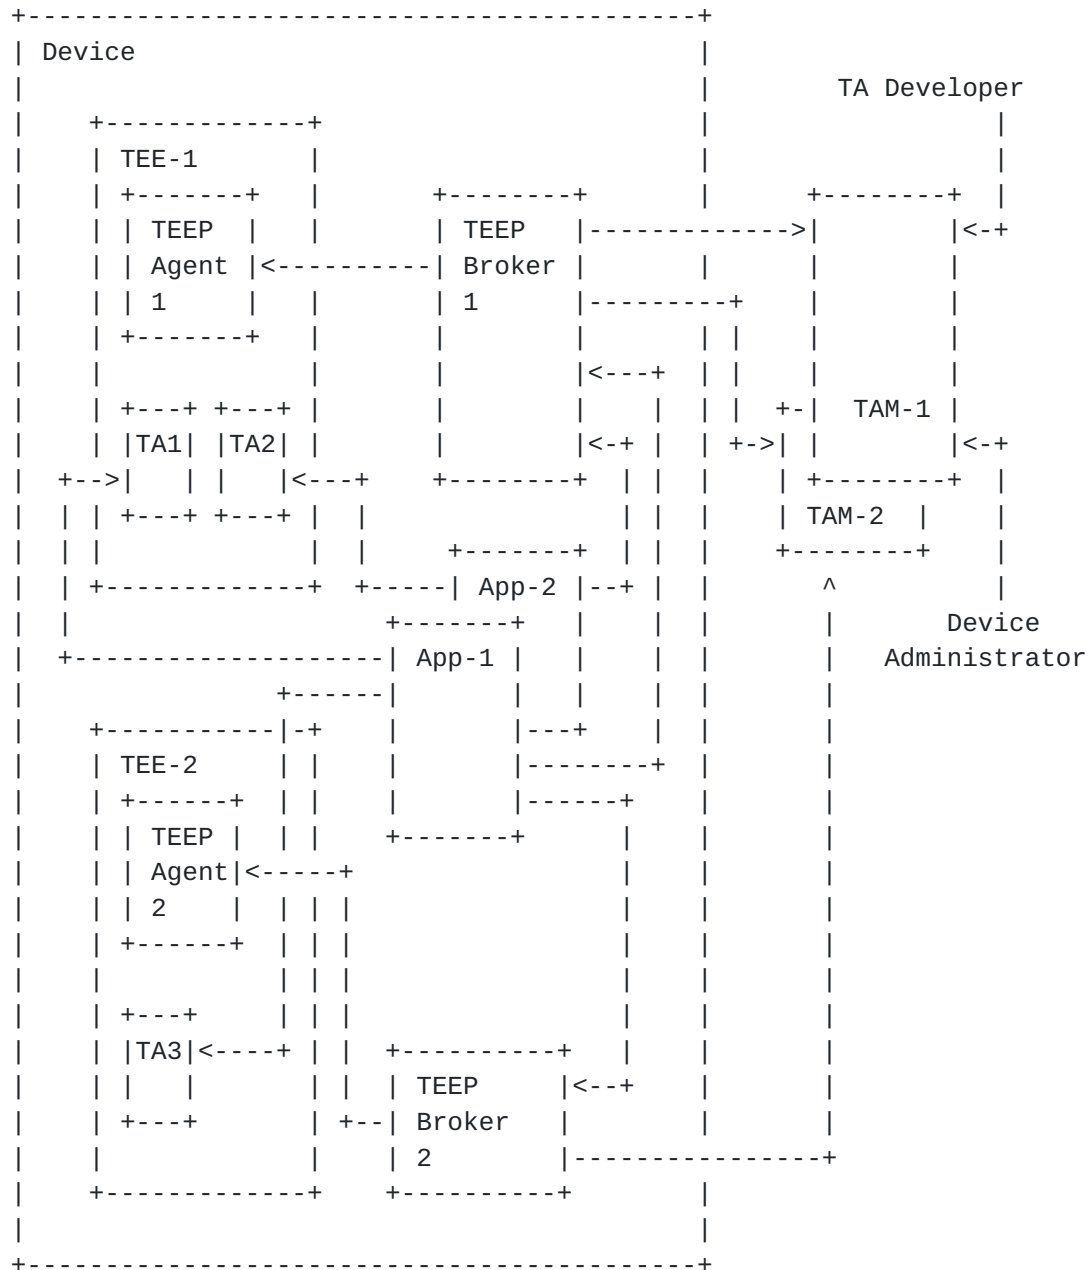 Device
TA Developer
TEE-1
TEEP
Agent
1
TEEP
Broker
1
TA1
TA2
TAM-1
TAM-2
App-2
App-1
Device
Administrator
TEE-2
TEEP
Agent
2
TA3
TEEP
Broker
2